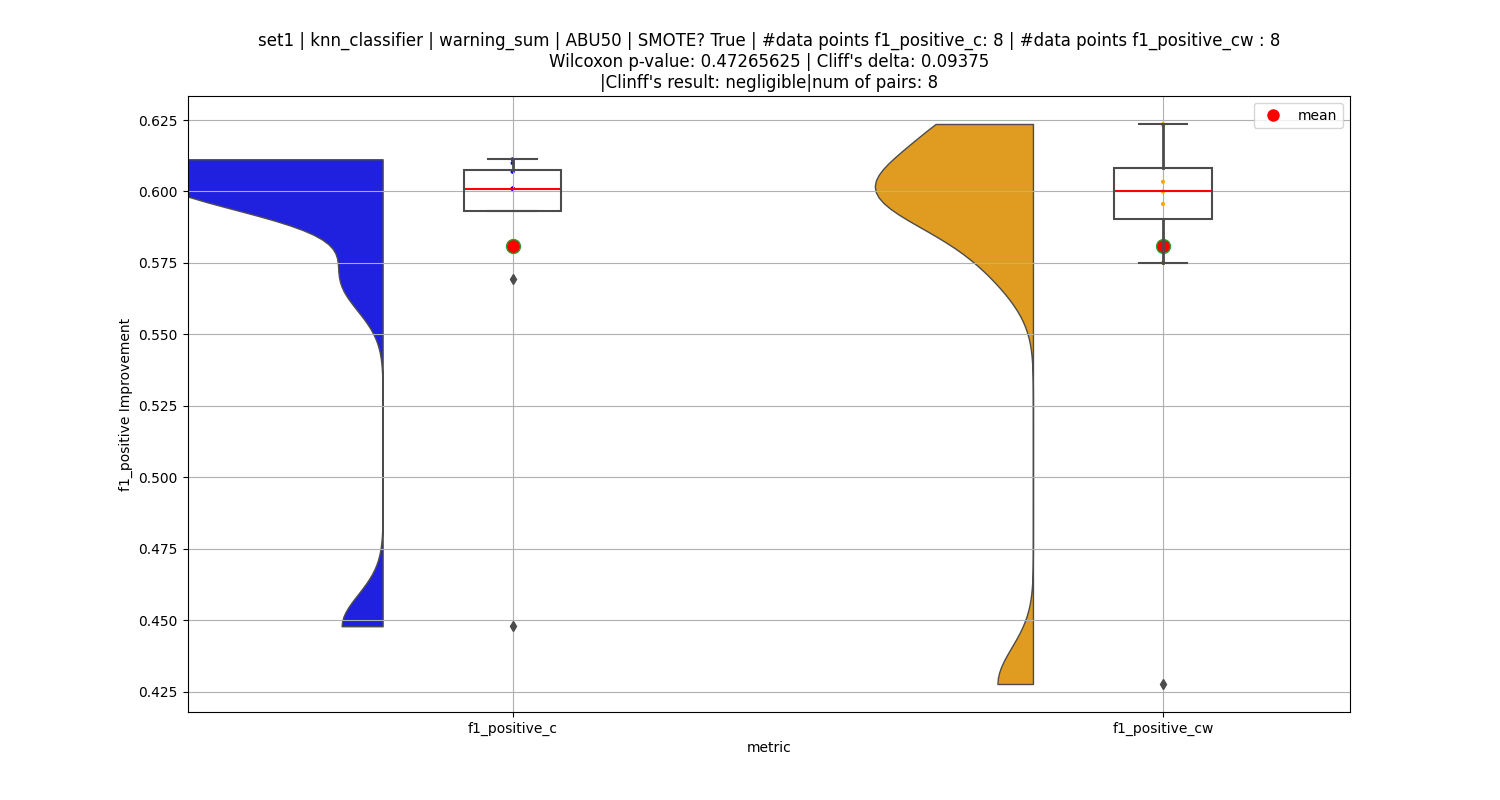 set1 | knn_classifier | warning_sum | ABU50 | SMOTE? True | #data points f1_positive_c: 8 | #data points f1_positive_cw : 8
Wilcoxon p-value: 0.47265625 | Cliff's delta: 0.09375
|Clinff's result: negligible|num of pairs: 8
mean
0.625
0.600
0.575
0.550
0.525
0.500
0.475
0.450
0.425
f1_positive Improvement
f1_positive_c
f1_positive_cw
metric